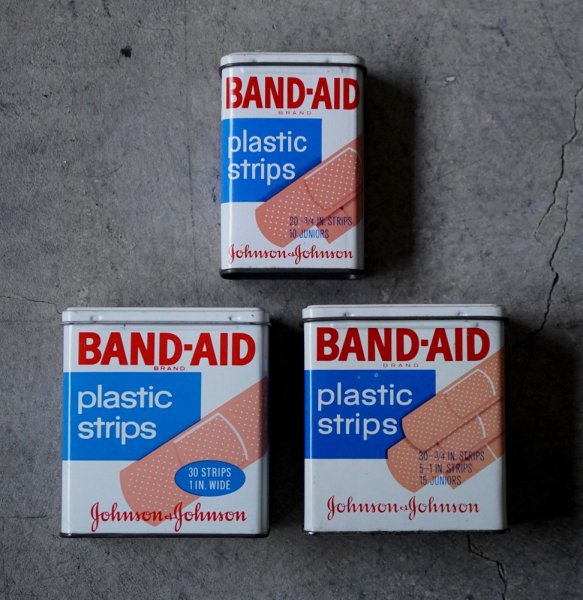 BAND-AID
BRAND
plastic
strips
20 - 3/4 IN. STRIPS
10 JUNIORS
Johnson & Johnson
BAND-AID
BRAND
plastic
strips
30 STRIPS
1 IN. WIDE
Johnson & Johnson
BAND-AID
BRAND
plastic
strips
30 - 3/4 IN. STRIPS
5 - 1 IN. STRIPS
15 JUNIORS
Johnson & Johnson